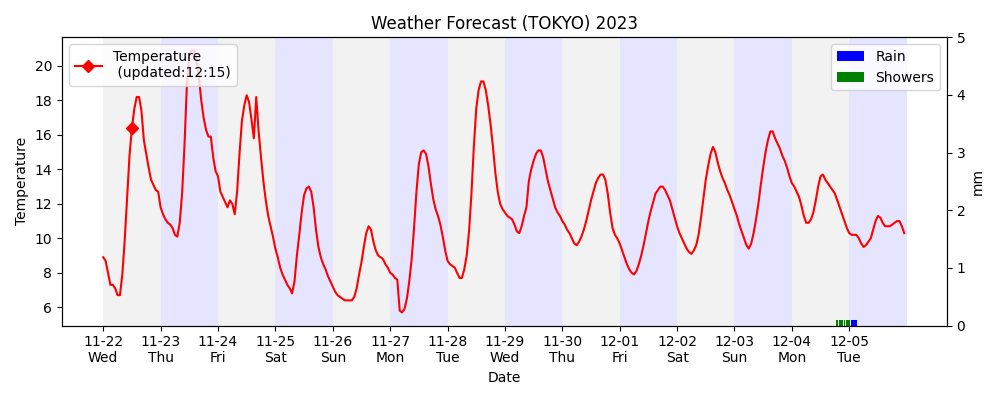 Weather Forecast (TOKYO) 2023
Temperature
(updated:12:15)
Rain
Showers
Temperature
20
18
16
14
12
10
8
6
5
4
3
2
1
0
mm
11-22 11-23 11-24 11-25 11-26 11-27 11-28 11-29 11-30 12-01 12-02 12-03 12-04 12-05
Wed Thu Fri Sat Sun Mon Tue Wed Thu Fri Sat Sun Mon Tue
Date